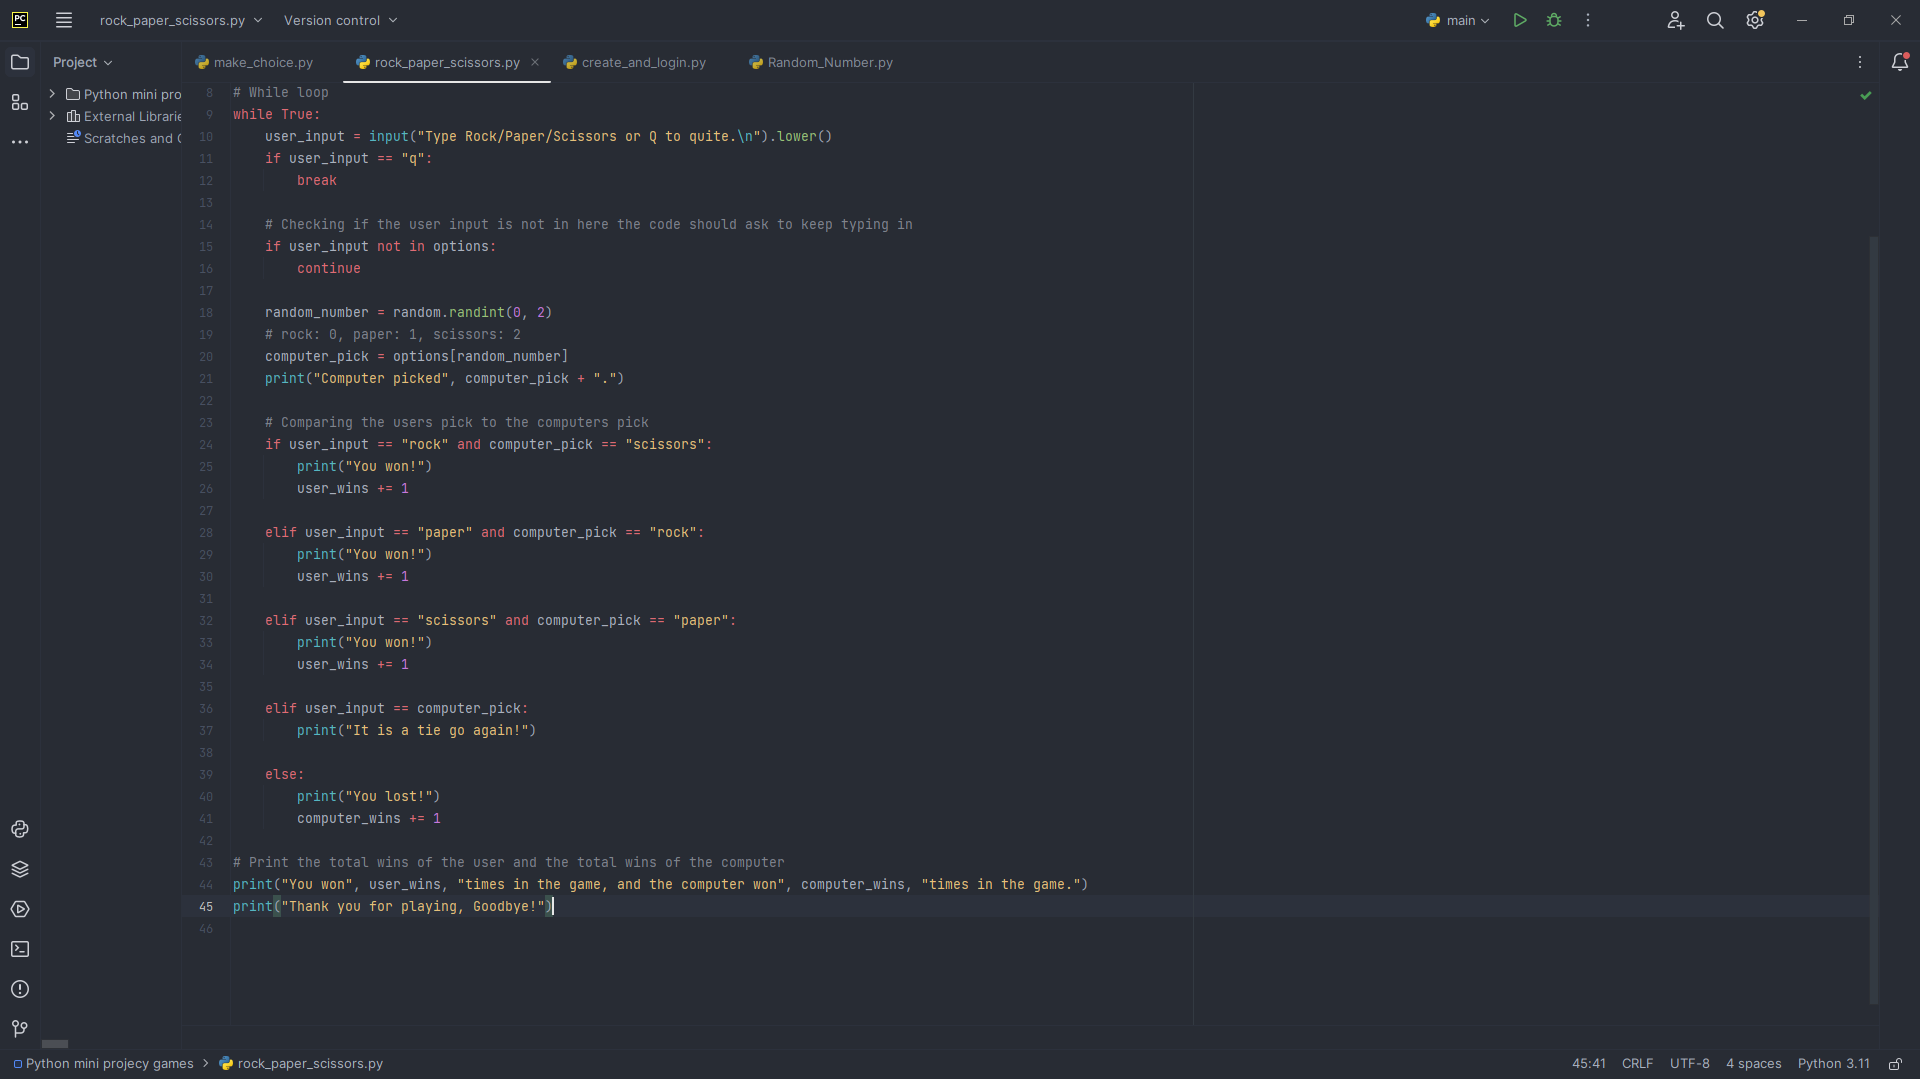 PC
rock_paper_scissors.py
Version control
main
Project
make_choice.py
rock_paper_scissors.py
create_and_login.py
Random_Number.py
Python mini pro
External Librarie
Scratches and C
8 # While loop
9 while True:
10     user_input = input("Type Rock/Paper/Scissors or Q to quite.\n").lower()
11     if user_input == "q":
12         break
13
14     # Checking if the user input is not in here the code should ask to keep typing in
15     if user_input not in options:
16         continue
17
18     random_number = random.randint(0, 2)
19     # rock: 0, paper: 1, scissors: 2
20     computer_pick = options[random_number]
21     print("Computer picked", computer_pick + ".")
22
23     # Comparing the users pick to the computers pick
24     if user_input == "rock" and computer_pick == "scissors":
25         print("You won!")
26         user_wins += 1
27
28     elif user_input == "paper" and computer_pick == "rock":
29         print("You won!")
30         user_wins += 1
31
32     elif user_input == "scissors" and computer_pick == "paper":
33         print("You won!")
34         user_wins += 1
35
36     elif user_input == computer_pick:
37         print("It is a tie go again!")
38
39     else:
40         print("You lost!")
41         computer_wins += 1
42
43 # Print the total wins of the user and the total wins of the computer
44 print("You won", user_wins, "times in the game, and the computer won", computer_wins, "times in the game.")
45 print("Thank you for playing, Goodbye!")
46
Python mini projecy games > rock_paper_scissors.py
45:41 CRLF UTF-8 4 spaces Python 3.11